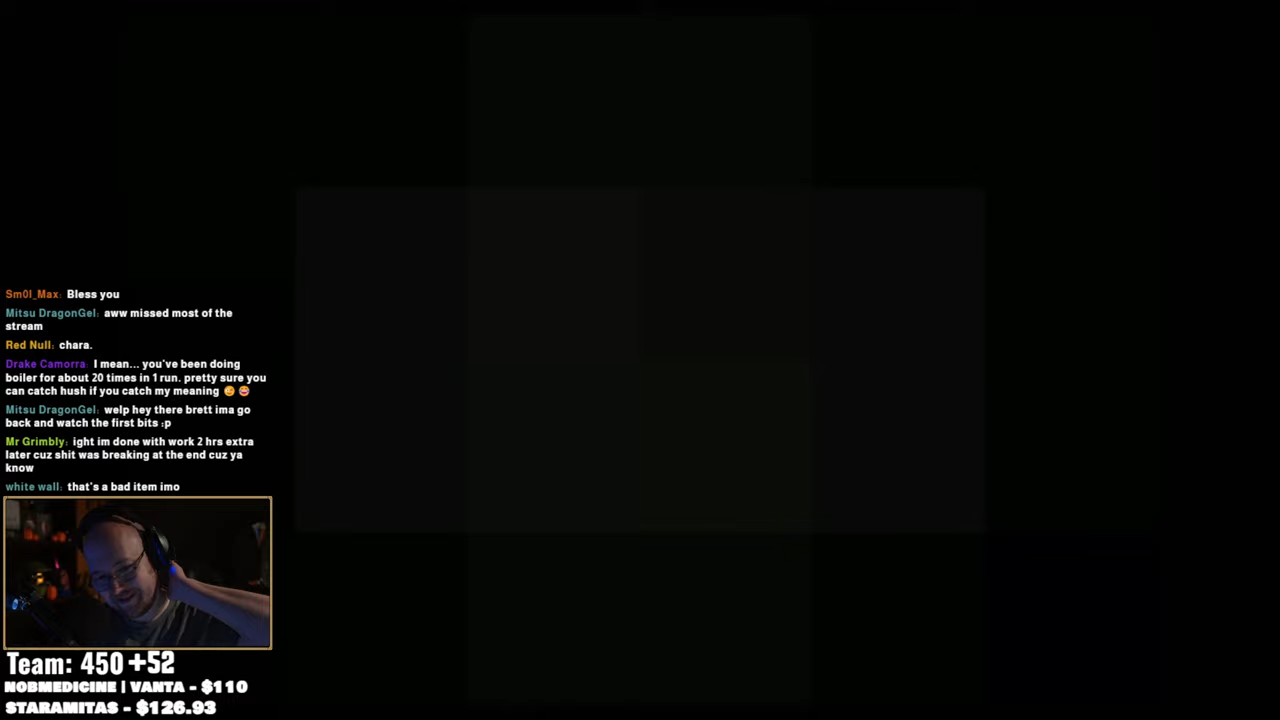 Sm0l_Max: Bless you
Mitsu DragonGel: aww missed most of the
stream
Red Null: chara.
Drake Camorra: I mean... you've been doing
boiler for about 20 times in 1 run. pretty sure you
can catch hush if you catch my meaning 😉 🤩
Mitsu DragonGel: welp hey there brett ima go
back and watch the first bits :p
Mr Grimbly: ight im done with work 2 hrs extra
later cuz shit was breaking at the end cuz ya
know
white wall: that's a bad item imo
Team: 450 +52
NOBMEDICINE | VANTA - $110
STARAMITAS - $126.93